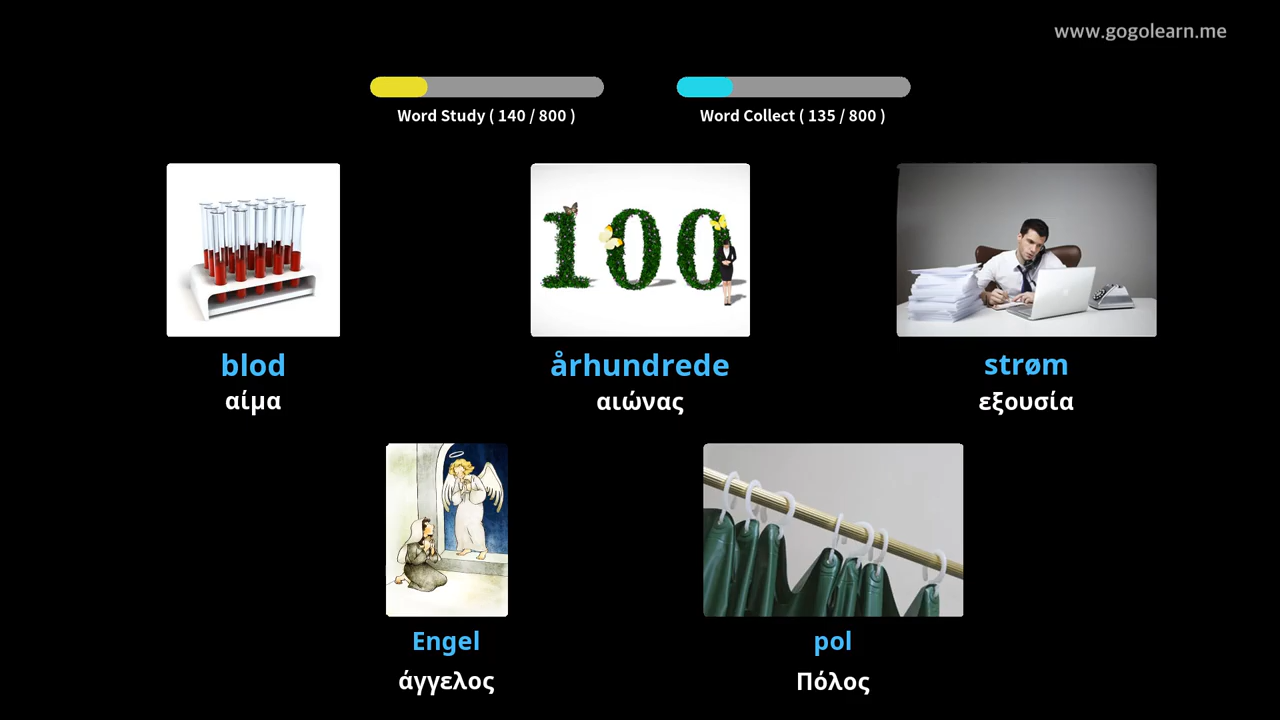 www.gogolearn.me
Word Study ( 140 / 800 )
Word Collect ( 135 / 800 )
100
blod
århundrede
strøm
αίμα
αιώνας
εξουσία
Engel
pol
άγγελος
Πόλος